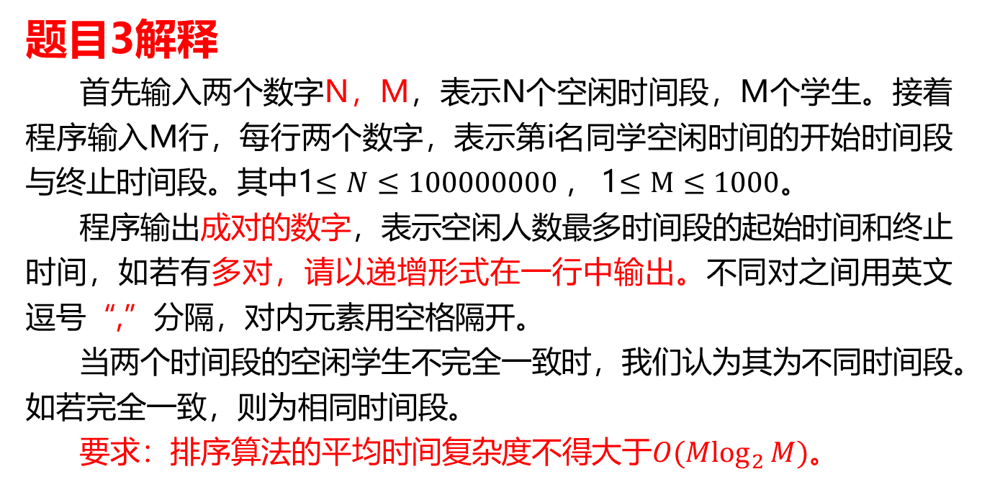 题目3解释
首先输入两个数字N，M，表示N个空闲时间段，M个学生。接着
程序输入M行，每行两个数字，表示第i名同学空闲时间的开始时间段
与终止时间段。其中1≤ N ≤ 100000000 ， 1≤ M ≤ 1000。
程序输出成对的数字，表示空闲人数最多时间段的起始时间和终止
时间，如若有多对，请以递增形式在一行中输出。不同对之间用英文
逗号“,”分隔，对内元素用空格隔开。
当两个时间段的空闲学生不完全一致时，我们认为其为不同时间段。
如若完全一致，则为相同时间段。
要求：排序算法的平均时间复杂度不得大于O(Mlog₂ M)。